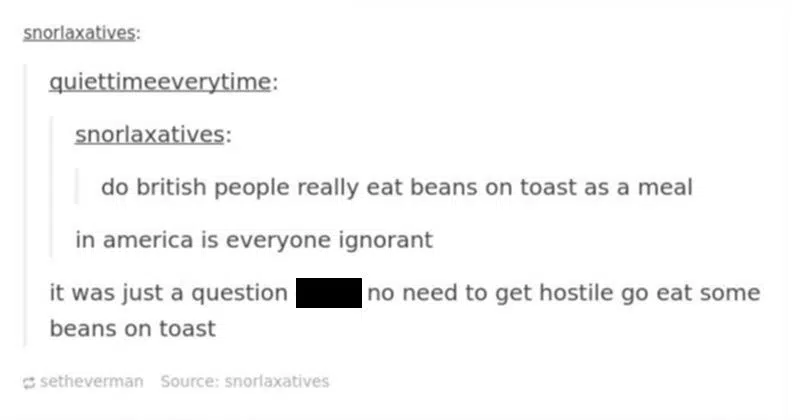 snorlaxatives:
quiettimeeverytime:
snorlaxatives:
do british people really eat beans on toast as a meal
in america is everyone ignorant
it was just a question no need to get hostile go eat some
beans on toast
setheverman Source: snorlaxatives